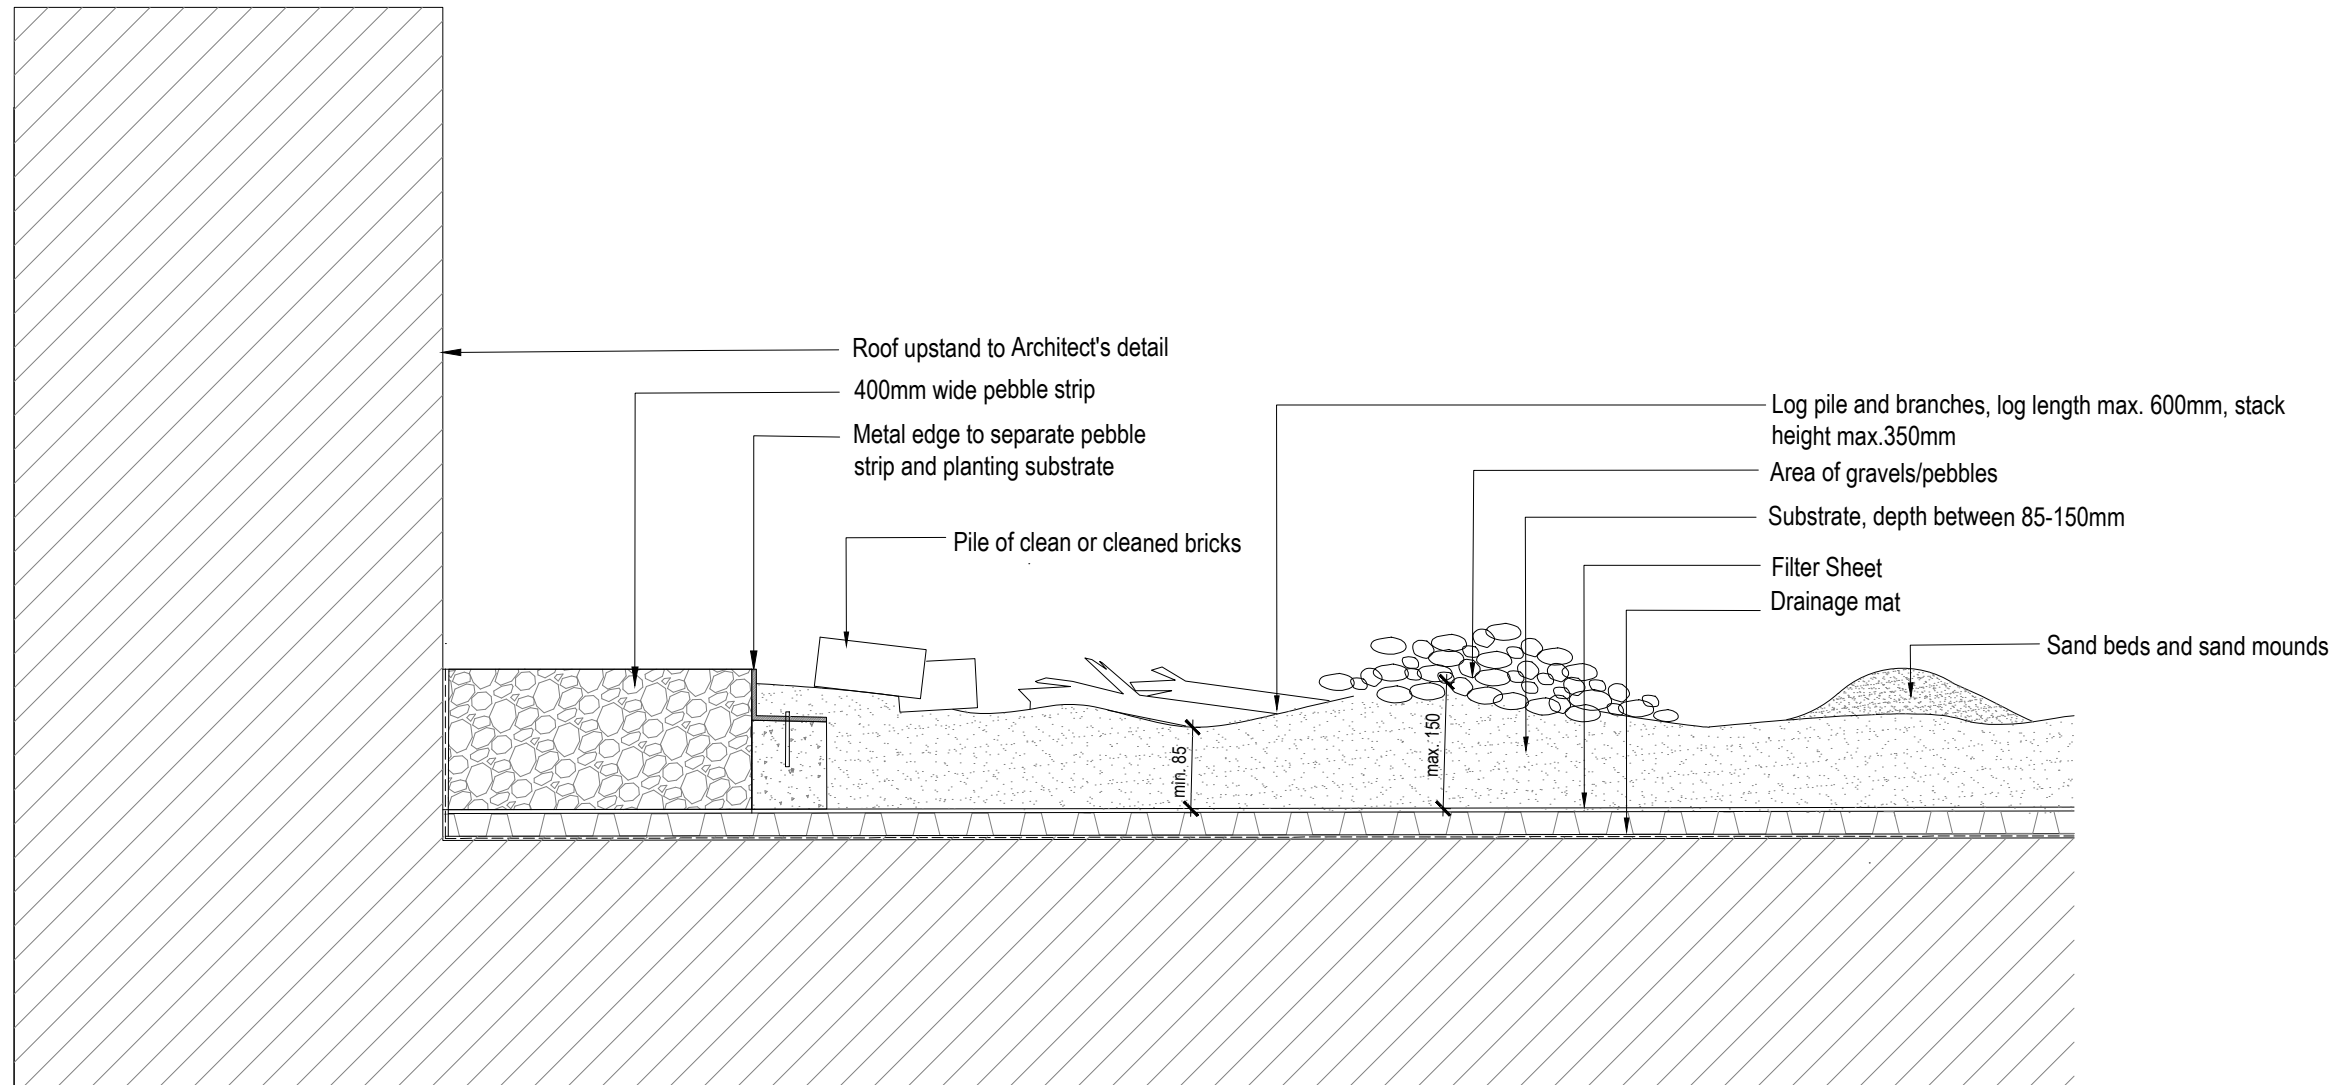 Roof upstand to Architect's detail
400mm wide pebble strip
Metal edge to separate pebble
strip and planting substrate
Pile of clean or cleaned bricks
Log pile and branches, log length max. 600mm, stack
height max.350mm
Area of gravels/pebbles
Substrate, depth between 85-150mm
Filter Sheet
Drainage mat
Sand beds and sand mounds
min. 85
max. 150